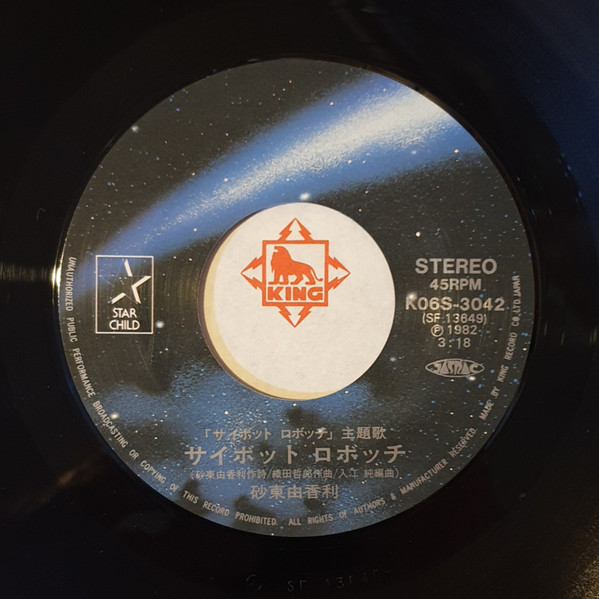 KING
STAR
CHILD
STEREO
45RPM
K06S-3042
(SF 13649)
Ⓟ 1982
3:18
JASRAC
「サイボット ロボッチ」主題歌
サイボット ロボッチ
(砂東由香利作詩/織田哲郎作曲/入江 純編曲)
砂東由香利
UNAUTHORIZED PUBLIC PERFORMANCE BROADCASTING OR COPYING OF THIS RECORD PROHIBITED. ALL RIGHTS OF AUTHORS & MANUFACTURER RESERVED. MADE BY KING RECORD CO., LTD. JAPAN